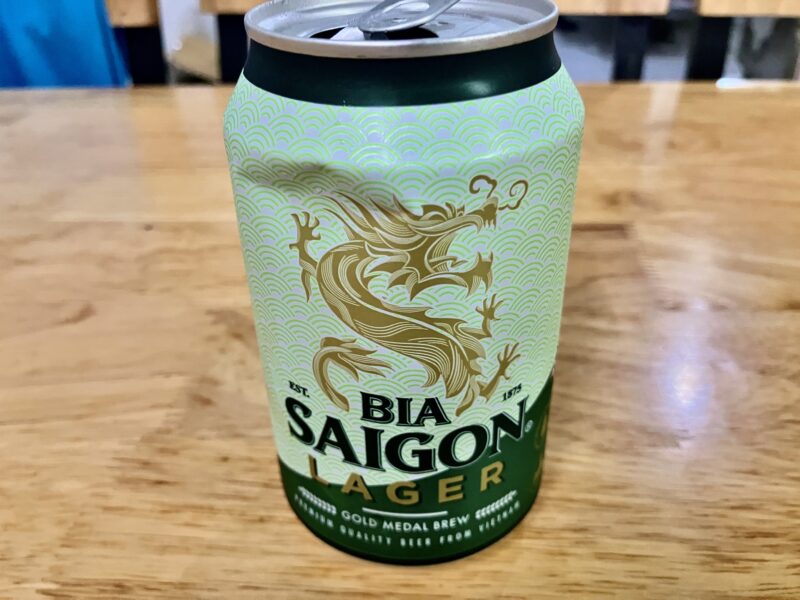 EST. 1875
BIA
SAIGON®
LAGER
GOLD MEDAL BREW
PREMIUM QUALITY BEER FROM VIETNAM